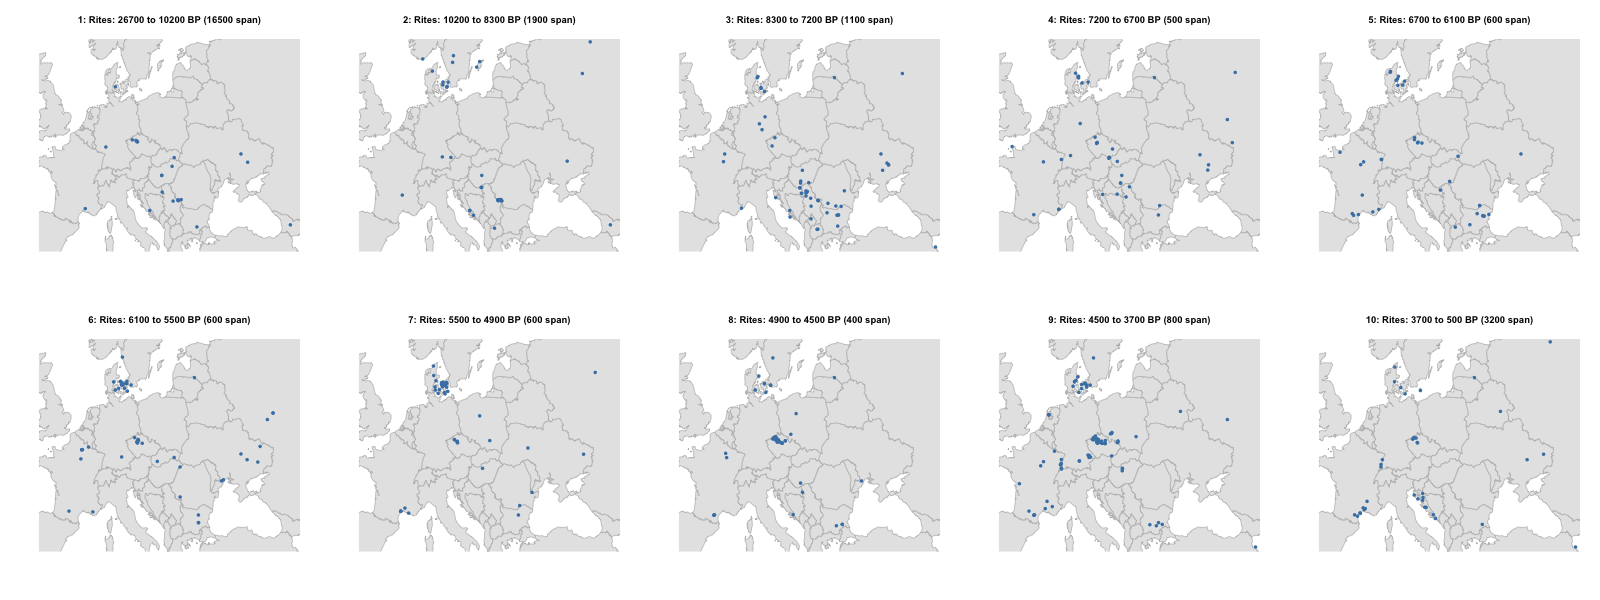 1: Rites: 26700 to 10200 BP (16500 span)
2: Rites: 10200 to 8300 BP (1900 span)
3: Rites: 8300 to 7200 BP (1100 span)
4: Rites: 7200 to 6700 BP (500 span)
5: Rites: 6700 to 6100 BP (600 span)
6: Rites: 6100 to 5500 BP (600 span)
7: Rites: 5500 to 4900 BP (600 span)
8: Rites: 4900 to 4500 BP (400 span)
9: Rites: 4500 to 3700 BP (800 span)
10: Rites: 3700 to 500 BP (3200 span)